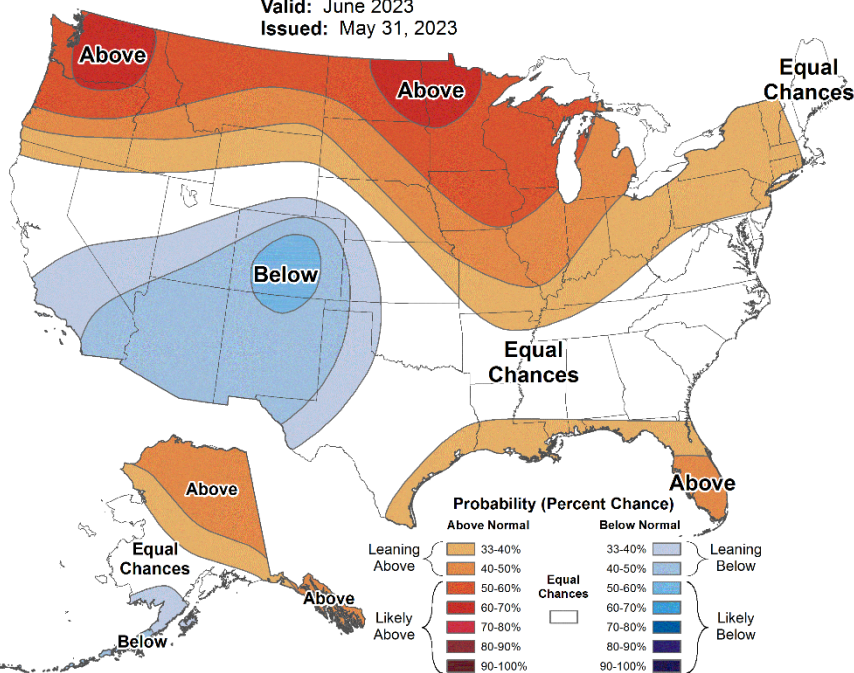 Valid: June 2023
Issued: May 31, 2023
Above
Above
Equal
Chances
Below
Equal
Chances
Above
Above
Equal
Chances
Above
Below
Probability (Percent Chance)
Above Normal
Below Normal
Leaning
Above
33-40%
40-50%
Likely
Above
50-60%
60-70%
70-80%
80-90%
90-100%
Equal
Chances
33-40%
40-50%
Leaning
Below
50-60%
60-70%
70-80%
80-90%
90-100%
Likely
Below